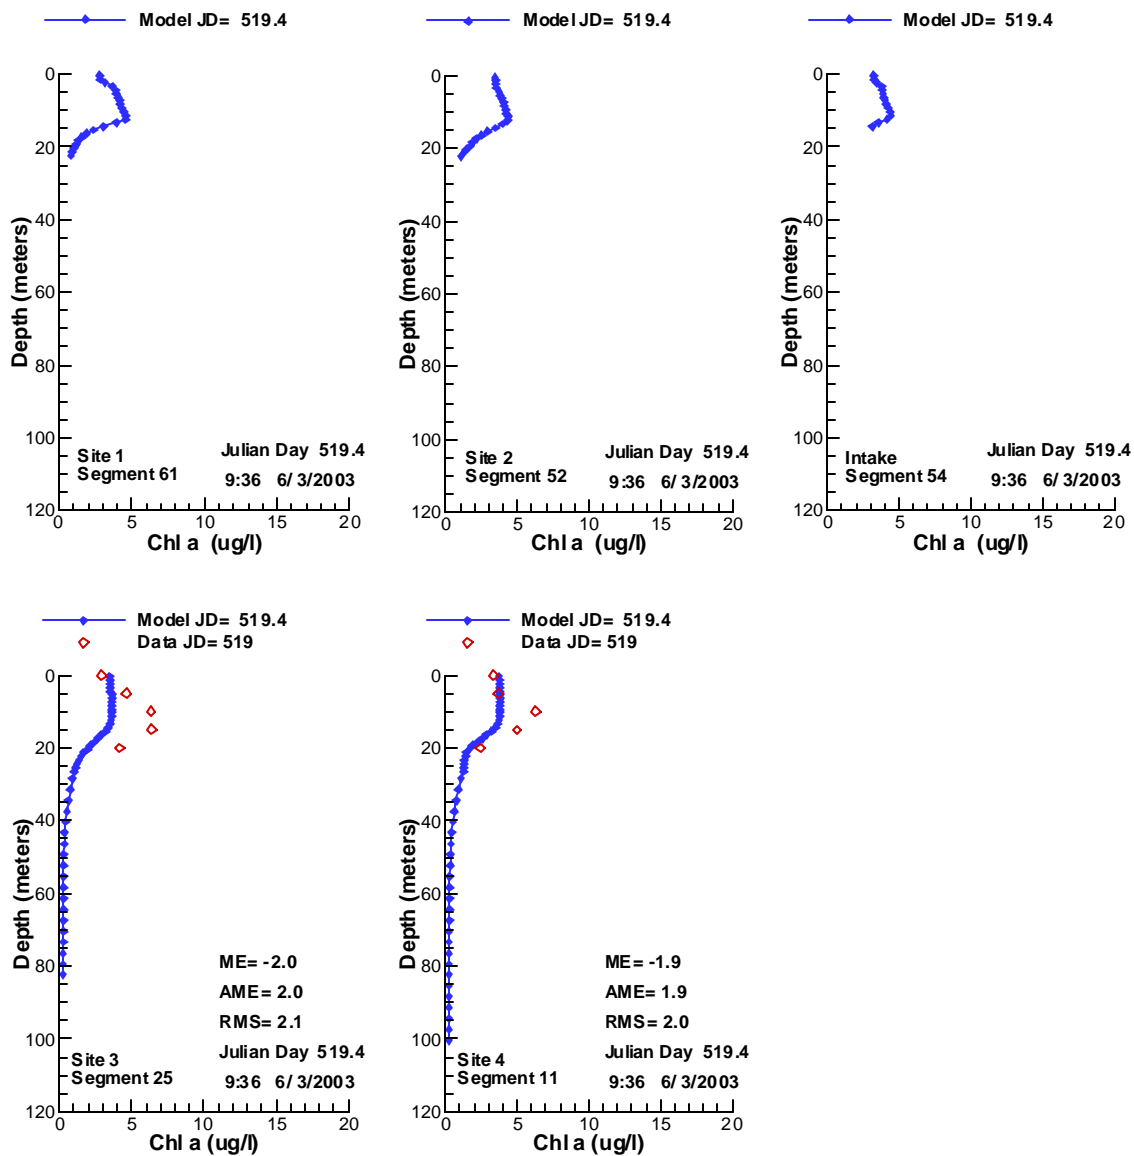 Model JD= 519.4
0
20
40
60
80
100
120
Depth (meters)
Site 1
Segment 61
Julian Day 519.4
9:36 6/ 3/2003
0 5 10 15 20
Chl a (ug/l)
Model JD= 519.4
0
20
40
60
80
100
120
Depth (meters)
Site 2
Segment 52
Julian Day 519.4
9:36 6/ 3/2003
0 5 10 15 20
Chl a (ug/l)
Model JD= 519.4
0
20
40
60
80
100
120
Depth (meters)
Intake
Segment 54
Julian Day 519.4
9:36 6/ 3/2003
0 5 10 15 20
Chl a (ug/l)
Model JD= 519.4
Data JD= 519
0
20
40
60
80
100
120
Depth (meters)
ME= -2.0
AME= 2.0
RMS= 2.1
Site 3
Segment 25
Julian Day 519.4
9:36 6/ 3/2003
0 5 10 15 20
Chl a (ug/l)
Model JD= 519.4
Data JD= 519
0
20
40
60
80
100
120
Depth (meters)
ME= -1.9
AME= 1.9
RMS= 2.0
Site 4
Segment 11
Julian Day 519.4
9:36 6/ 3/2003
0 5 10 15 20
Chl a (ug/l)